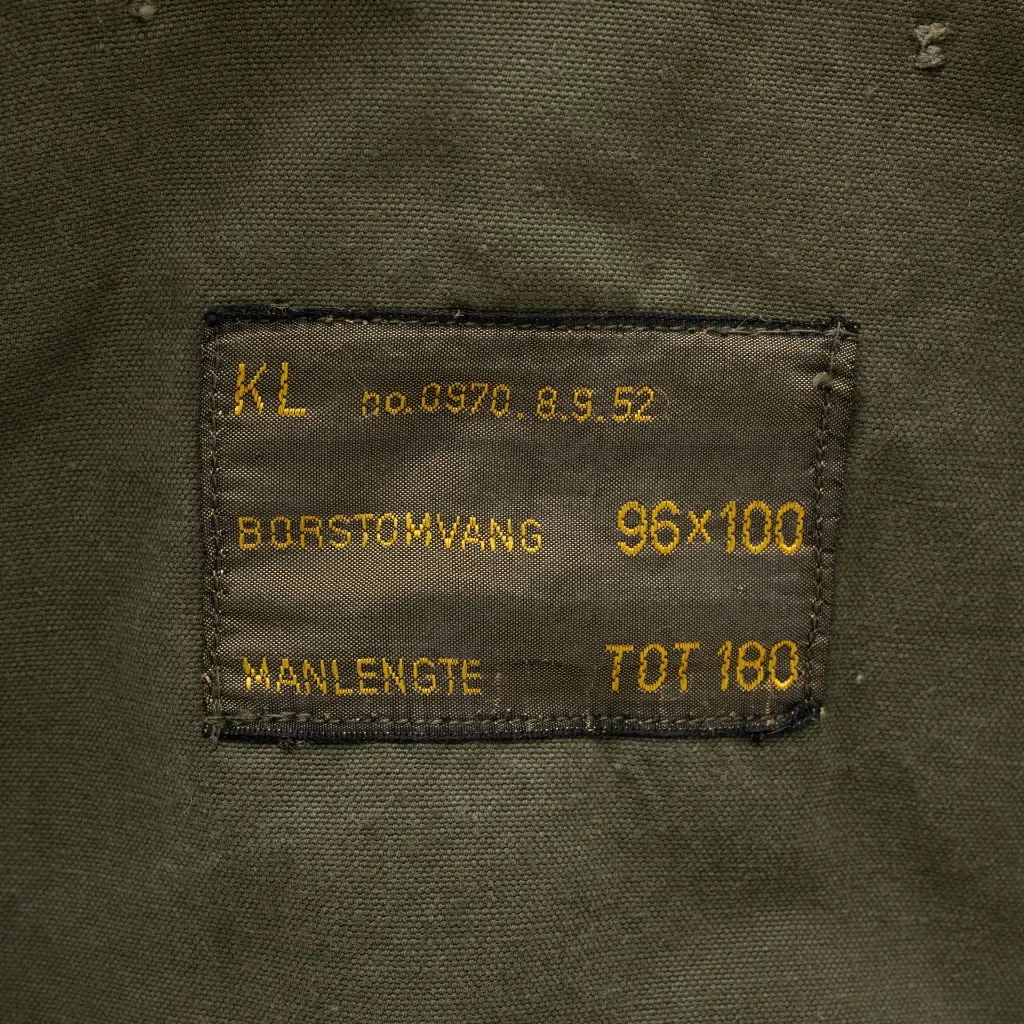 KL no. 0970.8.9.52
BORSTOMVANG 96x100
MANLENGTE TOT 180